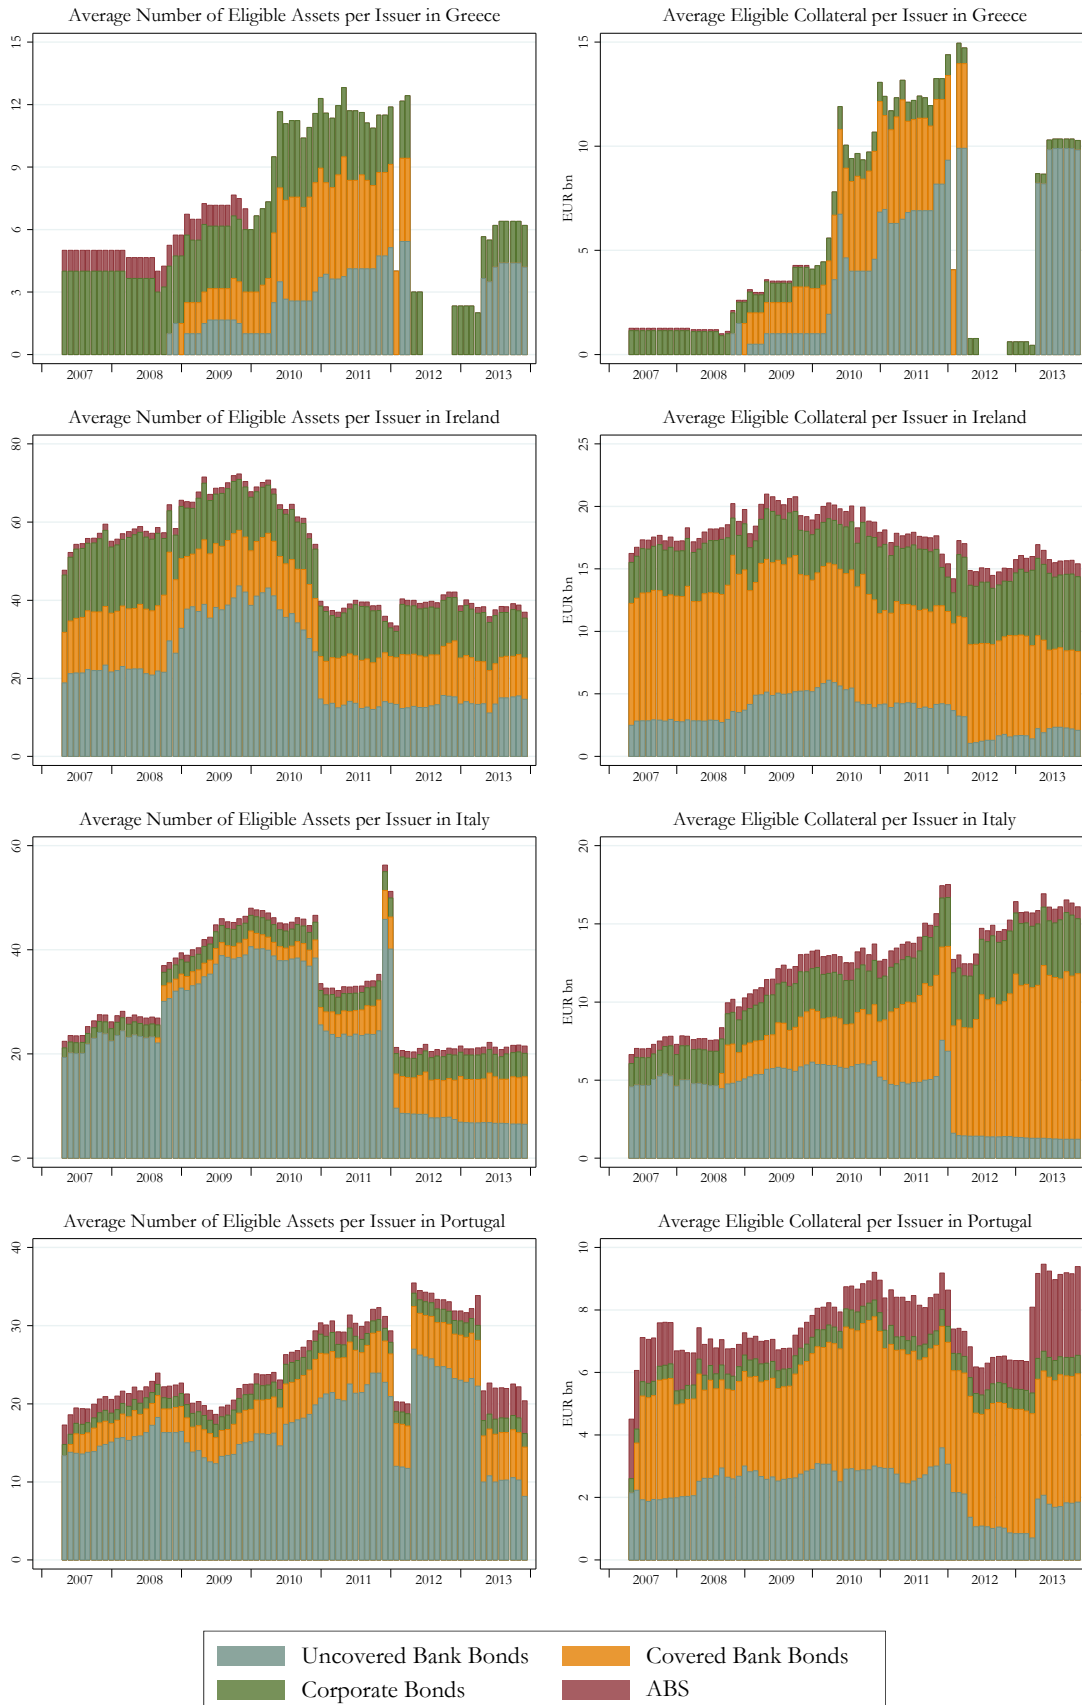 Average Number of Eligible Assets per Issuer in Greece
15
12
9
6
3
0
2007 2008 2009 2010 2011 2012 2013
Average Eligible Collateral per Issuer in Greece
EUR bn
15
10
5
0
2007 2008 2009 2010 2011 2012 2013
Average Number of Eligible Assets per Issuer in Ireland
80
60
40
20
0
2007 2008 2009 2010 2011 2012 2013
Average Eligible Collateral per Issuer in Ireland
EUR bn
25
20
15
10
5
0
2007 2008 2009 2010 2011 2012 2013
Average Number of Eligible Assets per Issuer in Italy
60
40
20
0
2007 2008 2009 2010 2011 2012 2013
Average Eligible Collateral per Issuer in Italy
EUR bn
20
15
10
5
0
2007 2008 2009 2010 2011 2012 2013
Average Number of Eligible Assets per Issuer in Portugal
40
30
20
10
0
2007 2008 2009 2010 2011 2012 2013
Average Eligible Collateral per Issuer in Portugal
EUR bn
10
8
6
4
2
0
2007 2008 2009 2010 2011 2012 2013
Uncovered Bank Bonds
Covered Bank Bonds
Corporate Bonds
ABS